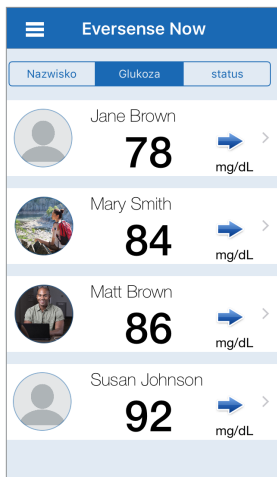 Eversense Now
Nazwisko Glukoza status
Jane Brown
78
mg/dL
Mary Smith
84
mg/dL
Matt Brown
86
mg/dL
Susan Johnson
92
mg/dL